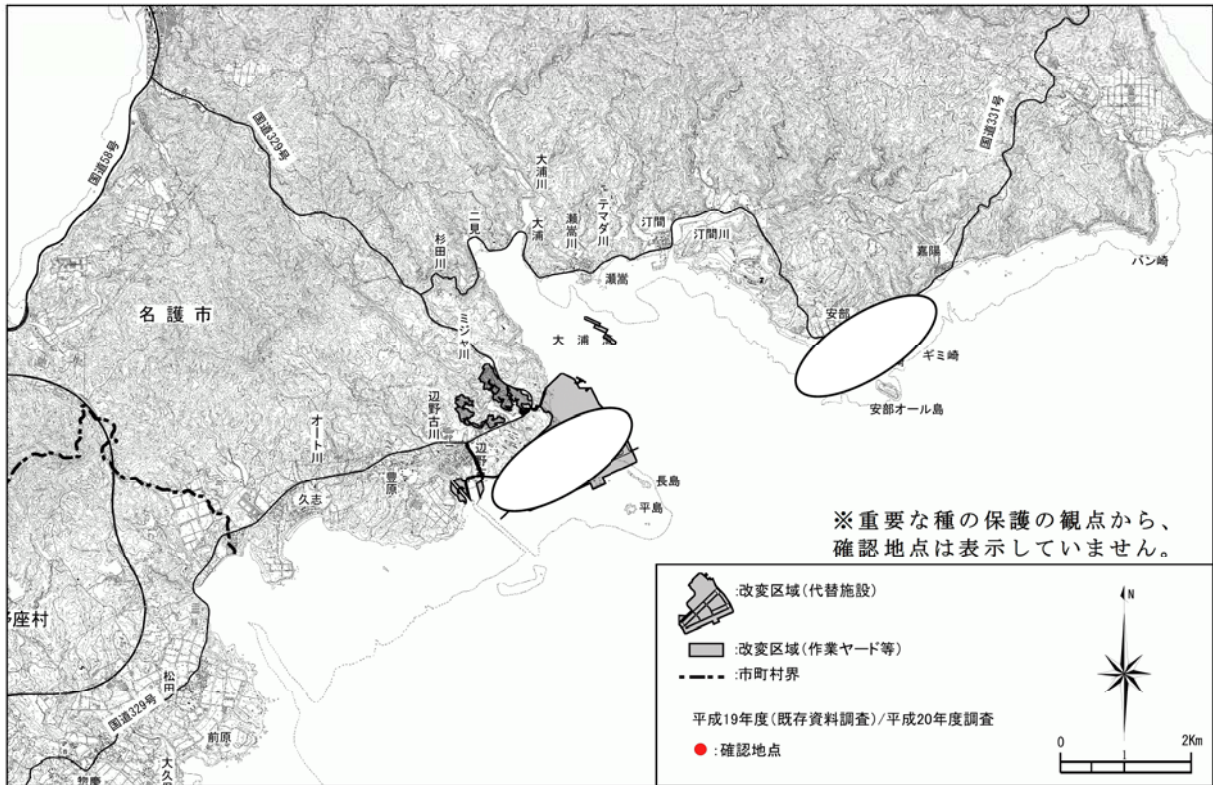 国道58号
国道329号
国道331号
大浦川
二見
大浦
瀬嵩川
テマダ川
汀間
汀間川
杉田川
瀬嵩
嘉陽
バン崎
名護市
ミジャ川
大浦
安部
ギミ崎
安部オール島
辺野古川
オート川
辺野
豊原
久志
長島
平島
※重要な種の保護の観点から、
確認地点は表示していません。
座村
松田
国道329号
前原
大久
惣慶
:改変区域(代替施設)
:改変区域(作業ヤード等)
:市町村界
平成19年度(既存資料調査)/平成20年度調査
:確認地点
N
0 1 2Km